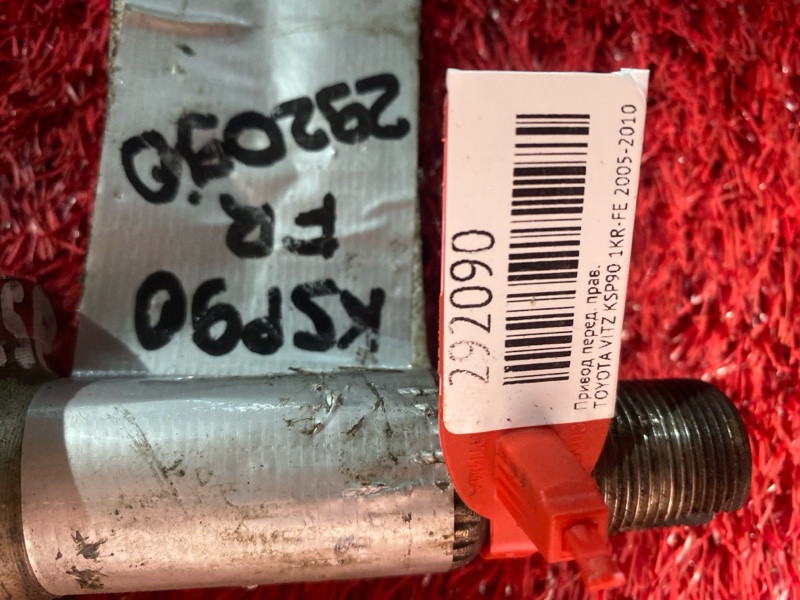 292090
FR
KSP90
292090
Привод перед. прав.
TOYOTA VITZ KSP90 1KR-FE 2005-2010